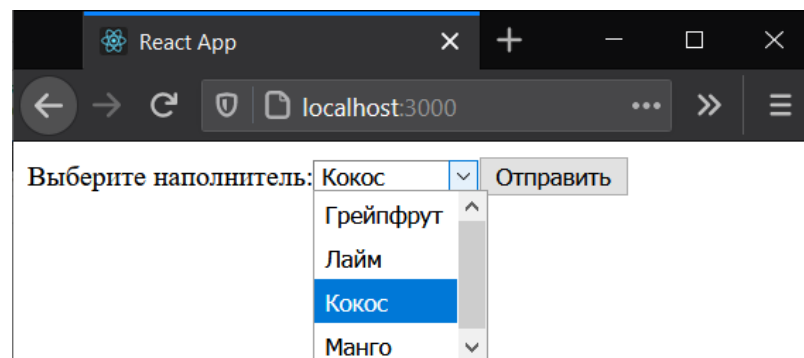 React App
localhost:3000
Выберите наполнитель: Кокос Отправить
Грейпфрут
Лайм
Кокос
Манго